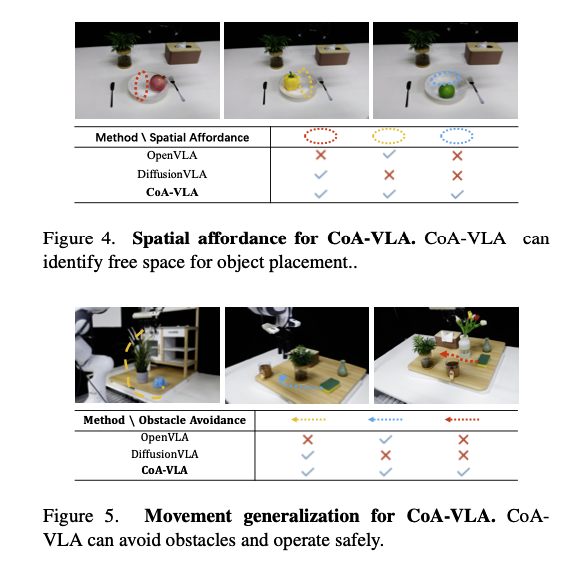 Method \ Spatial Affordance
OpenVLA
DiffusionVLA
CoA-VLA
Figure 4. Spatial affordance for CoA-VLA. CoA-VLA can
identify free space for object placement..
Method \ Obstacle Avoidance
OpenVLA
DiffusionVLA
CoA-VLA
Figure 5. Movement generalization for CoA-VLA. CoA-
VLA can avoid obstacles and operate safely.